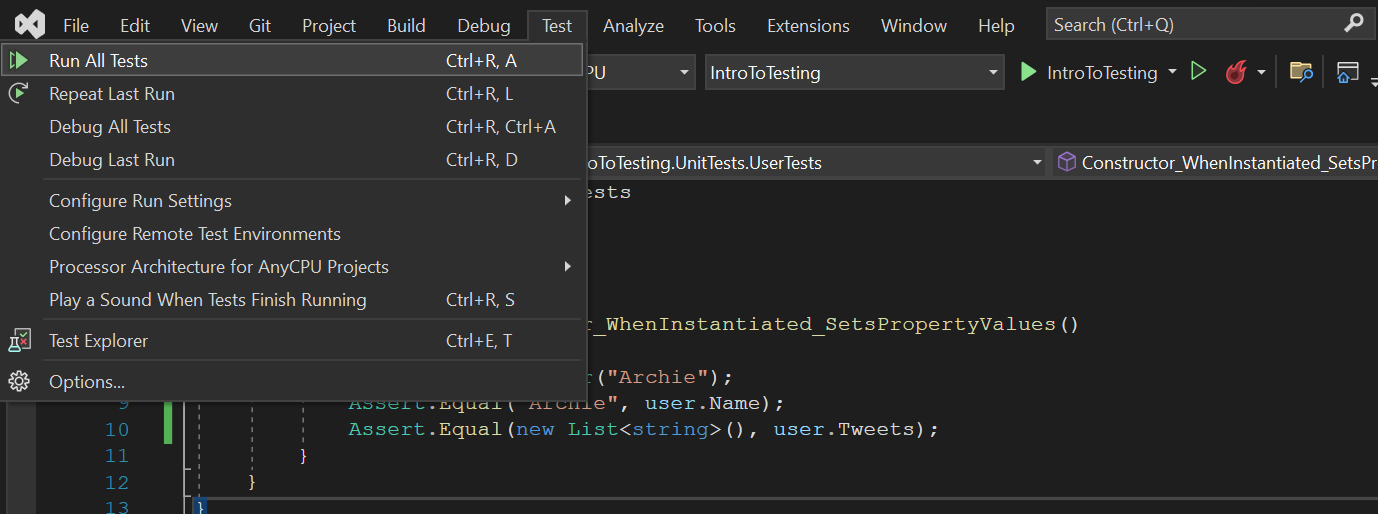 File Edit View Git Project Build Debug Test Analyze Tools Extensions Window Help Search (Ctrl+Q)
Run All Tests Ctrl+R, A
PU IntroToTesting IntroToTesting
Repeat Last Run Ctrl+R, L
Debug All Tests Ctrl+R, Ctrl+A
Debug Last Run Ctrl+R, D
oToTesting.UnitTests.UserTests Constructor_WhenInstantiated_SetsPr
ests
Configure Run Settings
Configure Remote Test Environments
Processor Architecture for AnyCPU Projects
Play a Sound When Tests Finish Running Ctrl+R, S
r_WhenInstantiated_SetsPropertyValues()
Test Explorer Ctrl+E, T
Options...
r("Archie");
9 Assert.Equal("Archie", user.Name);
10 Assert.Equal(new List<string>(), user.Tweets);
11 }
12 }
13 }